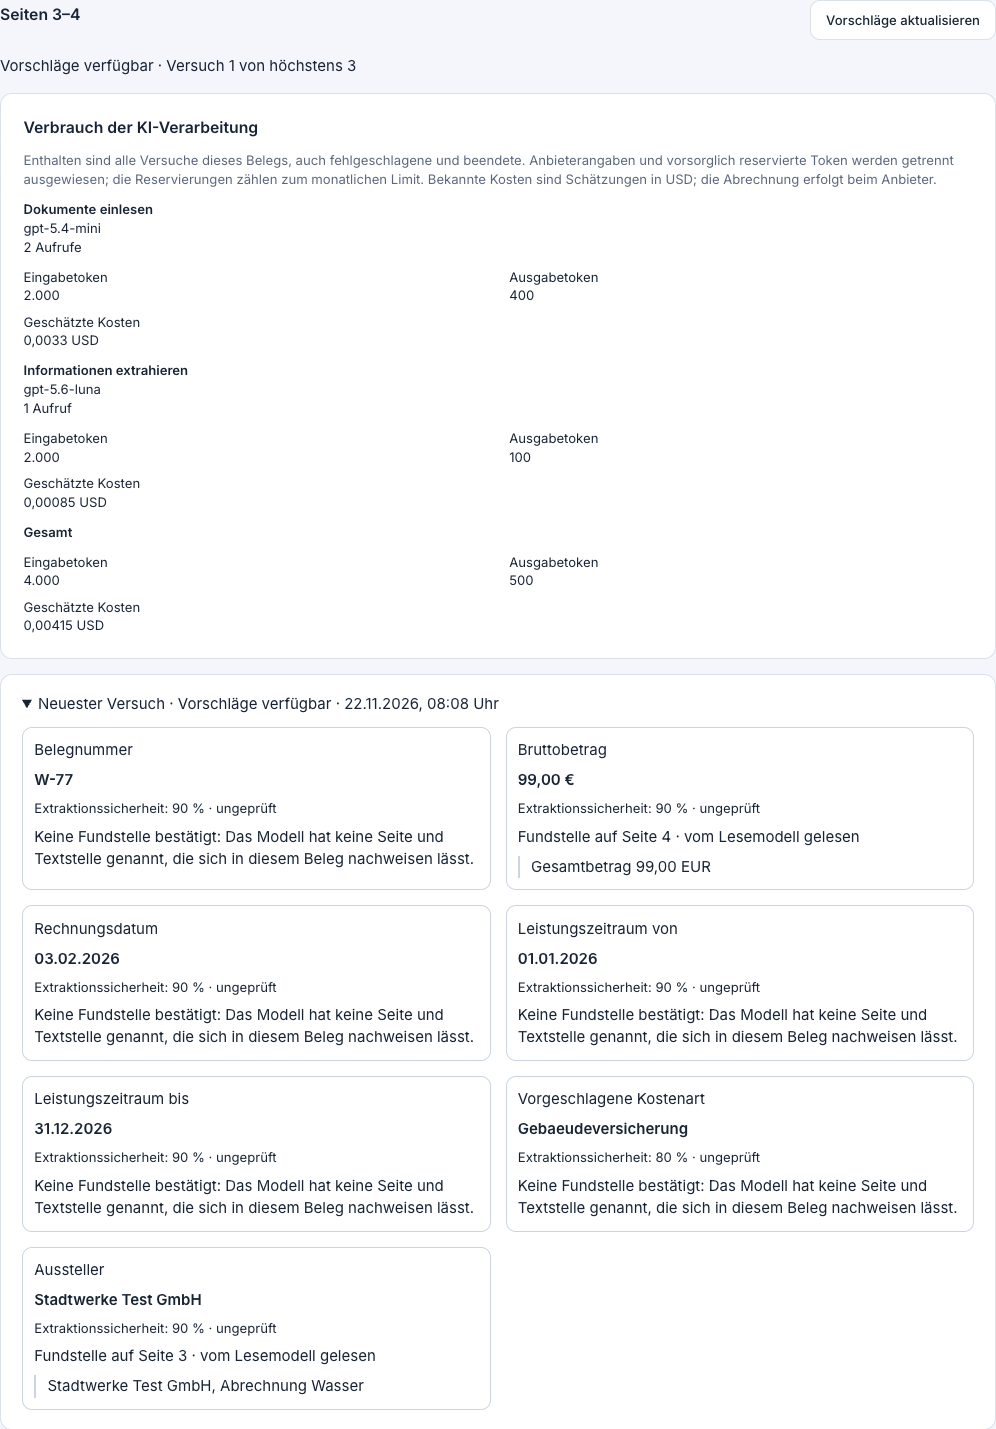 Seiten 3–4
Vorschläge aktualisieren
Vorschläge verfügbar · Versuch 1 von höchstens 3
Verbrauch der KI-Verarbeitung
Enthalten sind alle Versuche dieses Belegs, auch fehlgeschlagene und beendete. Anbieterangaben und vorsorglich reservierte Token werden getrennt
ausgewiesen; die Reservierungen zählen zum monatlichen Limit. Bekannte Kosten sind Schätzungen in USD; die Abrechnung erfolgt beim Anbieter.
Dokumente einlesen
gpt-5.4-mini
2 Aufrufe
Eingabetoken
2.000
Ausgabetoken
400
Geschätzte Kosten
0,0033 USD
Informationen extrahieren
gpt-5.6-luna
1 Aufruf
Eingabetoken
2.000
Ausgabetoken
100
Geschätzte Kosten
0,00085 USD
Gesamt
Eingabetoken
4.000
Ausgabetoken
500
Geschätzte Kosten
0,00415 USD
▼ Neuester Versuch · Vorschläge verfügbar · 22.11.2026, 08:08 Uhr
Belegnummer
W-77
Extraktionssicherheit: 90 % · ungeprüft
Keine Fundstelle bestätigt: Das Modell hat keine Seite und
Textstelle genannt, die sich in diesem Beleg nachweisen lässt.
Bruttobetrag
99,00 €
Extraktionssicherheit: 90 % · ungeprüft
Fundstelle auf Seite 4 · vom Lesemodell gelesen
Gesamtbetrag 99,00 EUR
Rechnungsdatum
03.02.2026
Extraktionssicherheit: 90 % · ungeprüft
Keine Fundstelle bestätigt: Das Modell hat keine Seite und
Textstelle genannt, die sich in diesem Beleg nachweisen lässt.
Leistungszeitraum von
01.01.2026
Extraktionssicherheit: 90 % · ungeprüft
Keine Fundstelle bestätigt: Das Modell hat keine Seite und
Textstelle genannt, die sich in diesem Beleg nachweisen lässt.
Leistungszeitraum bis
31.12.2026
Extraktionssicherheit: 90 % · ungeprüft
Keine Fundstelle bestätigt: Das Modell hat keine Seite und
Textstelle genannt, die sich in diesem Beleg nachweisen lässt.
Vorgeschlagene Kostenart
Gebaeudeversicherung
Extraktionssicherheit: 80 % · ungeprüft
Keine Fundstelle bestätigt: Das Modell hat keine Seite und
Textstelle genannt, die sich in diesem Beleg nachweisen lässt.
Aussteller
Stadtwerke Test GmbH
Extraktionssicherheit: 90 % · ungeprüft
Fundstelle auf Seite 3 · vom Lesemodell gelesen
Stadtwerke Test GmbH, Abrechnung Wasser